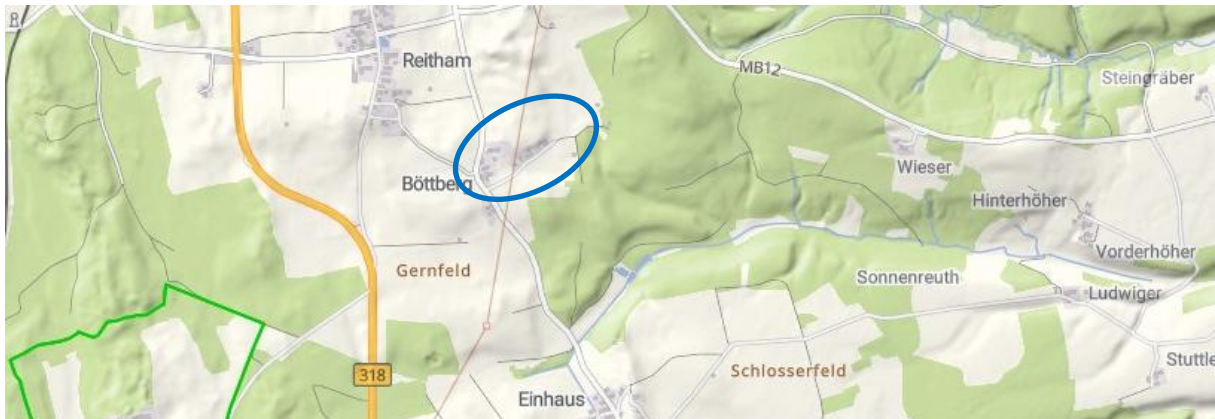 Reitham
MB12
Steingräber
Wieser
Böttberg
Hinterhöher
Gernfeld
Vorderhöher
Sonnenreuth
Ludwiger
318
Schlosserfeld
Stuttle
Einhaus